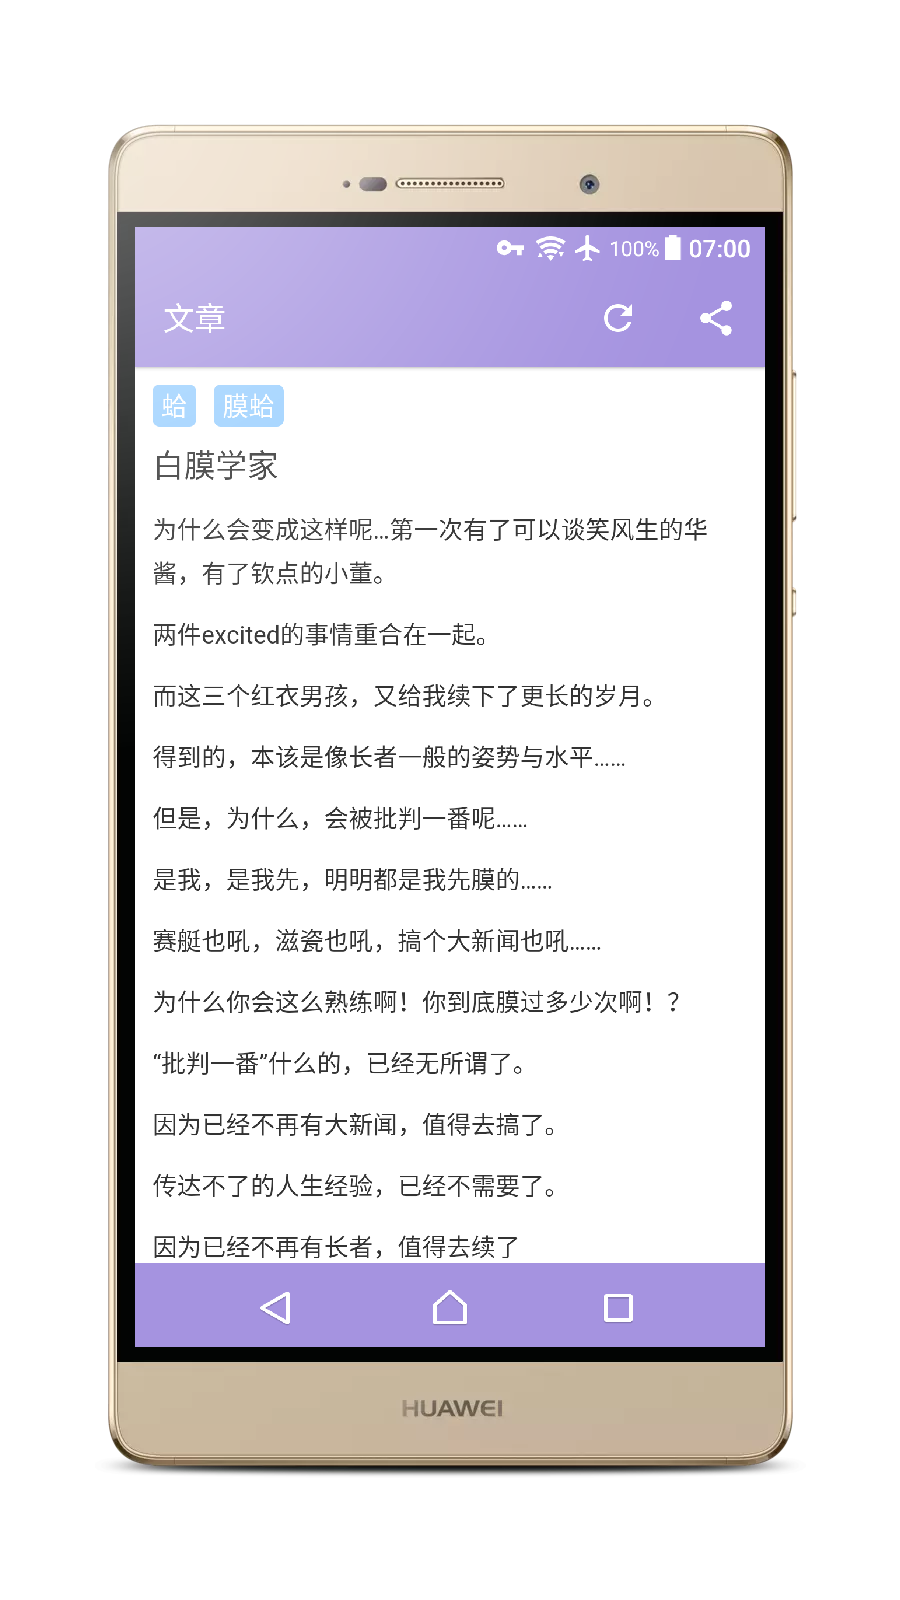 100% 07:00
文章
蛤 膜蛤
白膜学家
为什么会变成这样呢...第一次有了可以谈笑风生的华
酱，有了钦点的小董。
两件excited的事情重合在一起。
而这三个红衣男孩，又给我续下了更长的岁月。
得到的，本该是像长者一般的姿势与水平……
但是，为什么，会被批判一番呢……
是我，是我先，明明都是我先膜的……
赛艇也吼，滋瓷也吼，搞个大新闻也吼……
为什么你会这么熟练啊！你到底膜过多少次啊！？
“批判一番”什么的，已经无所谓了。
因为已经不再有大新闻，值得去搞了。
传达不了的人生经验，已经不需要了。
因为已经不再有长者，值得去续了
HUAWEI